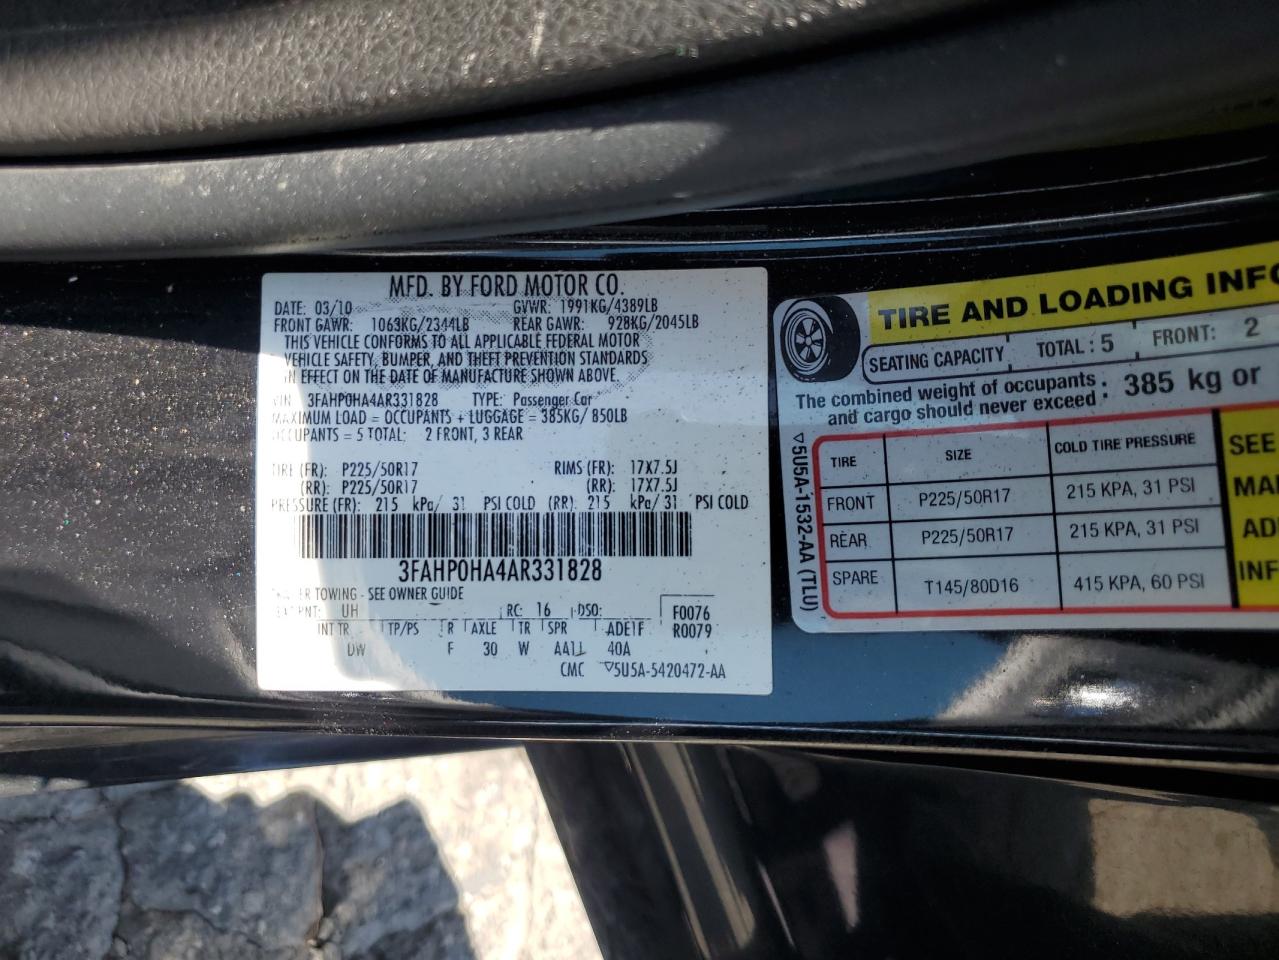 MFD. BY FORD MOTOR CO.
DATE: 03/10 GVWR: 1991KG/4389LB
FRONT GAWR: 1063KG/2344LB REAR GAWR: 928KG/2045LB
THIS VEHICLE CONFORMS TO ALL APPLICABLE FEDERAL MOTOR
VEHICLE SAFETY, BUMPER, AND THEFT PREVENTION STANDARDS
IN EFFECT ON THE DATE OF MANUFACTURE SHOWN ABOVE.
VIN: 3FAHP0HA4AR331828 TYPE: Passenger Car
MAXIMUM LOAD = OCCUPANTS + LUGGAGE = 385KG/ 850LB
OCCUPANTS = 5 TOTAL: 2 FRONT, 3 REAR
TIRE (FR): P225/50R17 RIMS (FR): 17X7.5J
(RR): P225/50R17 (RR): 17X7.5J
PRESSURE (FR): 215 kPa/ 31 PSI COLD (RR): 215 kPa/ 31 PSI COLD
3FAHP0HA4AR331828
TRAILER TOWING - SEE OWNER GUIDE
EXT PNT: UH RC: 16 DSO: F0076
INT TR TP/PS R AXLE TR SPR ADE1F R0079
DW F 30 W AA11 40A
CMC ▽5U5A-5420472-AA
TIRE AND LOADING INFO
SEATING CAPACITY TOTAL: 5 FRONT: 2
The combined weight of occupants
and cargo should never exceed: 385 kg or
▽5U5A-1532-AA (TLU)
TIRE SIZE COLD TIRE PRESSURE
FRONT P225/50R17 215 KPA, 31 PSI
REAR P225/50R17 215 KPA, 31 PSI
SPARE T145/80D16 415 KPA, 60 PSI
SEE
MAN
ADD
INF